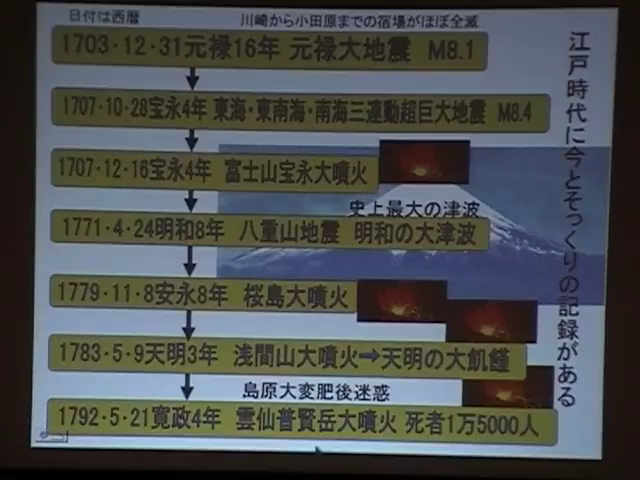 日付は西暦
川崎から小田原までの宿場がほぼ全滅
1703・12・31元禄16年 元禄大地震 M8.1
1707・10・28宝永4年 東海・東南海・南海三連動超巨大地震 M8.4
1707・12・16宝永4年 富士山宝永大噴火
史上最大の津波
1771・4・24明和8年 八重山地震 明和の大津波
1779・11・8安永8年 桜島大噴火
1783・5・9天明3年 浅間山大噴火→天明の大飢饉
島原大変肥後迷惑
1792・5・21寛政4年 雲仙普賢岳大噴火 死者1万5000人
江戸時代に今とそっくりの記録がある